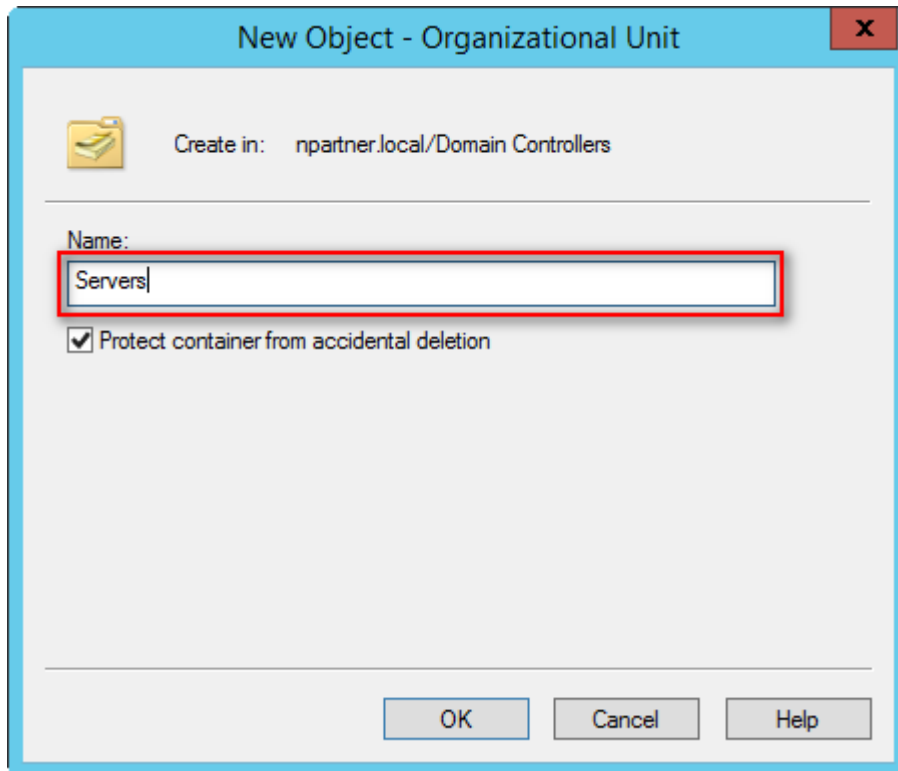 New Object - Organizational Unit
x
Create in: npartner.local/Domain Controllers
Name:
Servers
Protect container from accidental deletion
OK Cancel Help